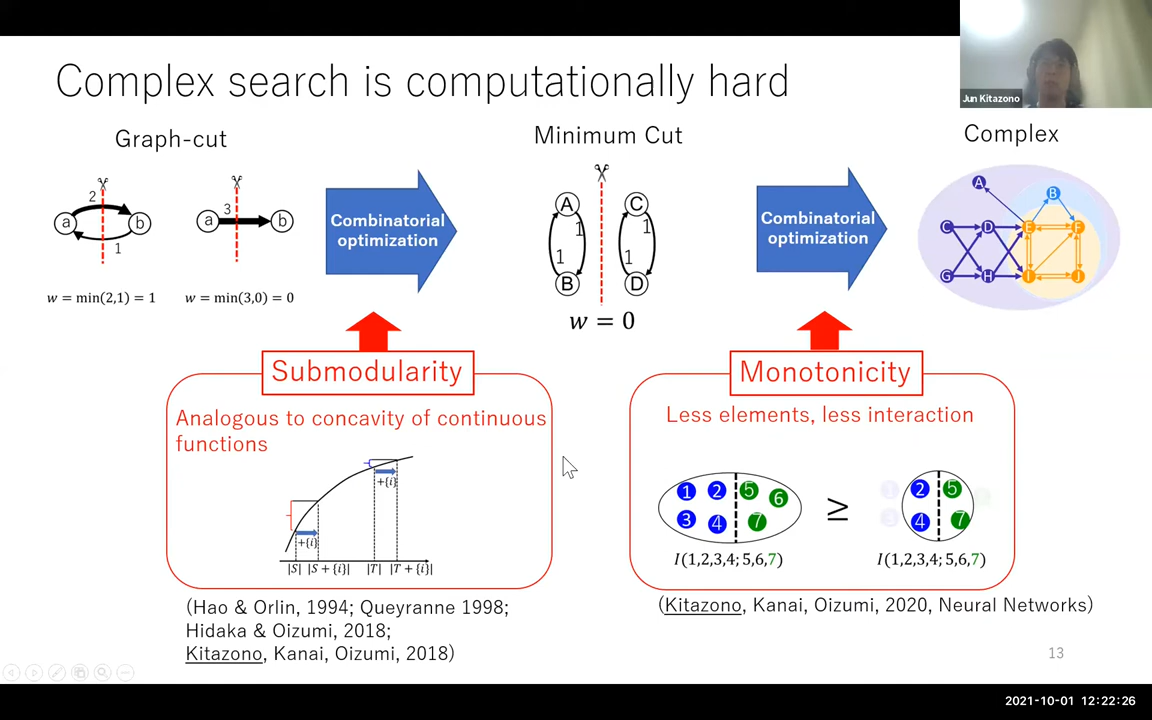 Complex search is computationally hard
Jun Kitazono
Graph-cut
2
a
b
1
3
a
b
w = min(2,1) = 1
w = min(3,0) = 0
Combinatorial
optimization
Minimum Cut
A
C
1
1
1
1
B
D
w = 0
Combinatorial
optimization
Complex
A
B
C
D
E
F
G
H
I
J
Submodularity
Analogous to concavity of continuous
functions
+{i}
+{i}
|S| |S + {i}| |T| |T + {i}|
(Hao & Orlin, 1994; Queyranne 1998;
Hidaka & Oizumi, 2018;
Kitazono, Kanai, Oizumi, 2018)
Monotonicity
Less elements, less interaction
1 2 5 6
3 4 7
≥
2 5
4 7
I(1,2,3,4; 5,6,7)
I(1,2,3,4; 5,6,7)
(Kitazono, Kanai, Oizumi, 2020, Neural Networks)
13
2021-10-01 12:22:26